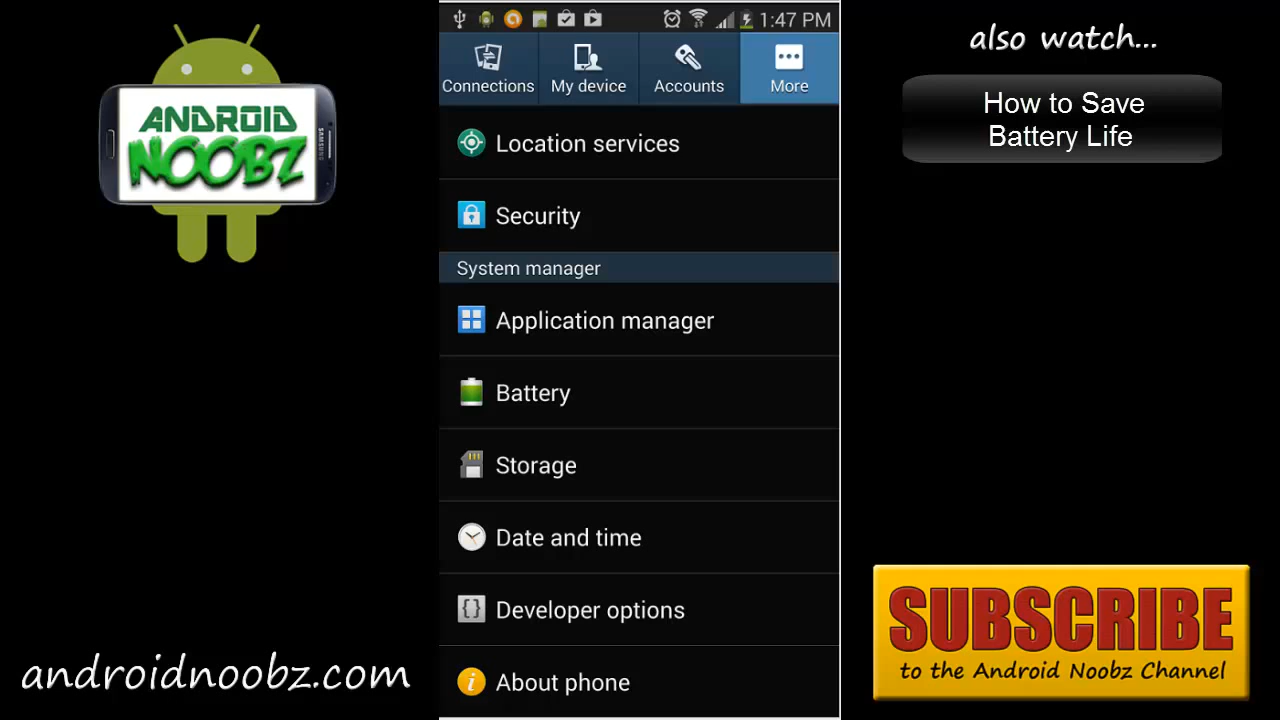 ANDROID
NOOBZ
SAMSUNG
androidnoobz.com
1:47 PM
Connections
My device
Accounts
More
Location services
Security
System manager
Application manager
Battery
Storage
Date and time
Developer options
About phone
also watch...
How to Save
Battery Life
SUBSCRIBE
to the Android Noobz Channel